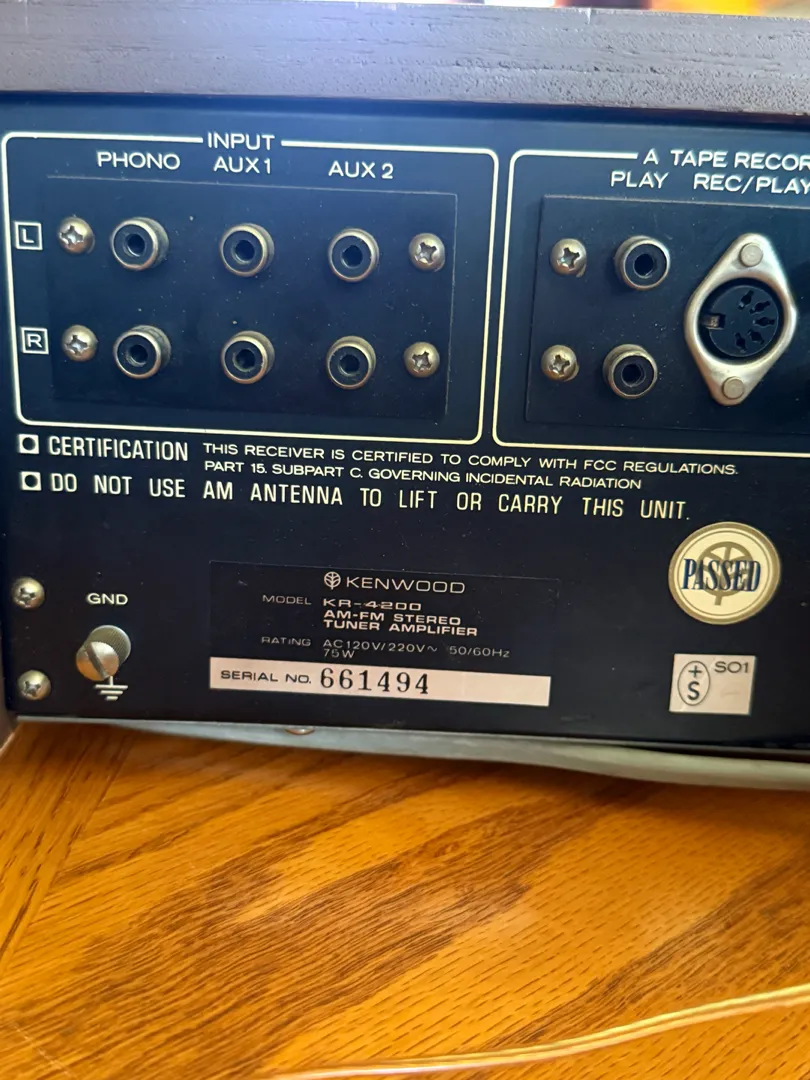 INPUT
PHONO AUX 1 AUX 2
L
R
A TAPE RECOR
PLAY REC/PLAY
CERTIFICATION THIS RECEIVER IS CERTIFIED TO COMPLY WITH FCC REGULATIONS.
PART 15. SUBPART C. GOVERNING INCIDENTAL RADIATION
DO NOT USE AM ANTENNA TO LIFT OR CARRY THIS UNIT.
GND
KENWOOD
MODEL KR-4200
AM-FM STEREO
TUNER AMPLIFIER
RATING AC120V/220V~ 50/60Hz
75W
SERIAL NO. 661494
PASSED
+S SO1